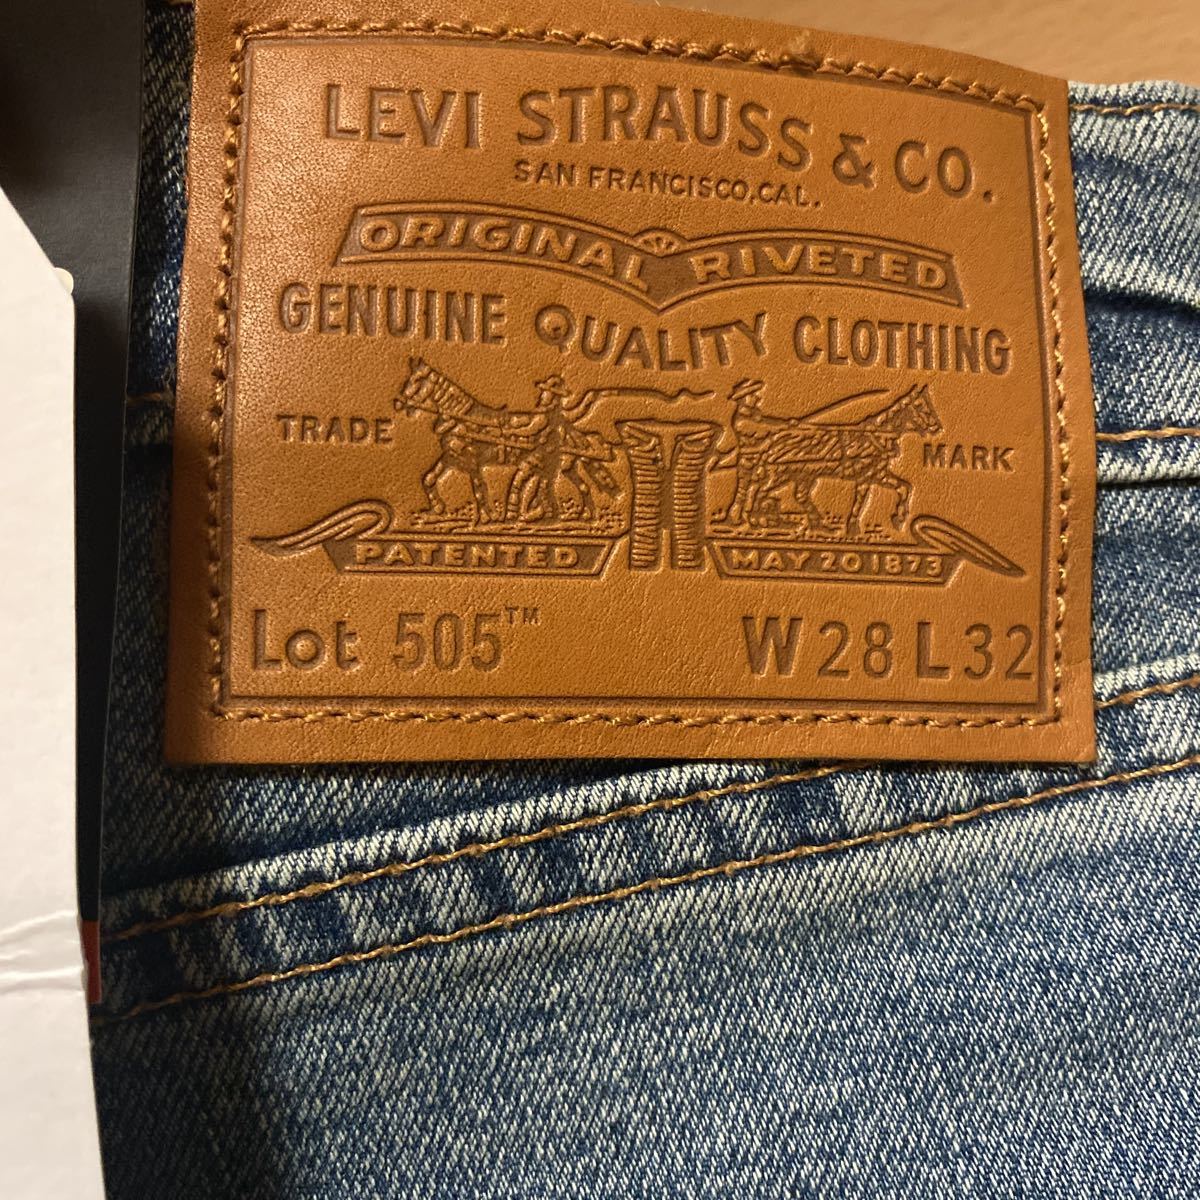 LEVI STRAUSS & CO.
SAN FRANCISCO, CAL.
ORIGINAL RIVETED
GENUINE QUALITY CLOTHING
TRADE MARK
PATENTED MAY 20 1873
Lot 505™ W28 L32